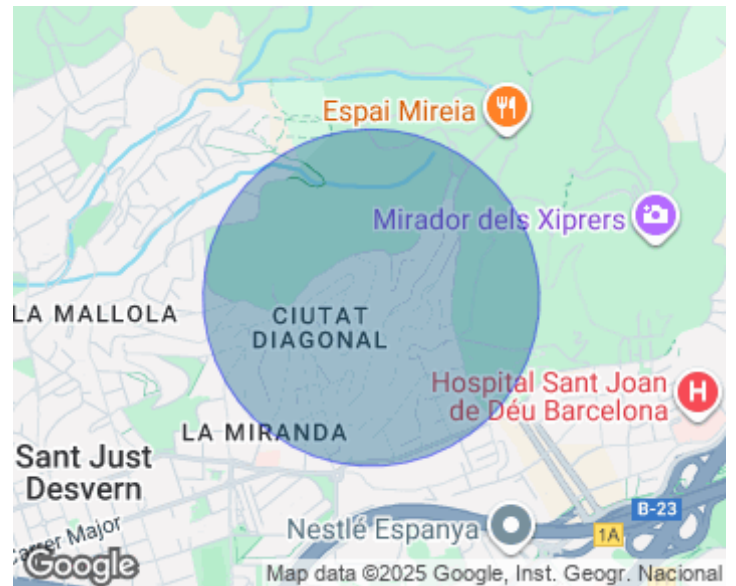 Espai Mireia
Mirador dels Xiprers
LA MALLOLA
CIUTAT
DIAGONAL
Hospital Sant Joan
de Déu Barcelona
H
LA MIRANDA
Sant Just
Desvern
B-23
1A
Nestlé Espanya
Carrer Major
Google
Map data ©2025 Google, Inst. Geogr. Nacional